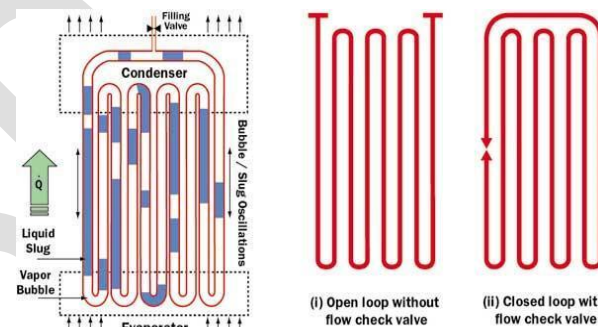 Filling
Valve
Condenser
Bubble / Slug Oscillations
Q̇
Liquid
Slug
Vapor
Bubble
Evaporator
(i) Open loop without
flow check valve
(ii) Closed loop wit
flow check valve